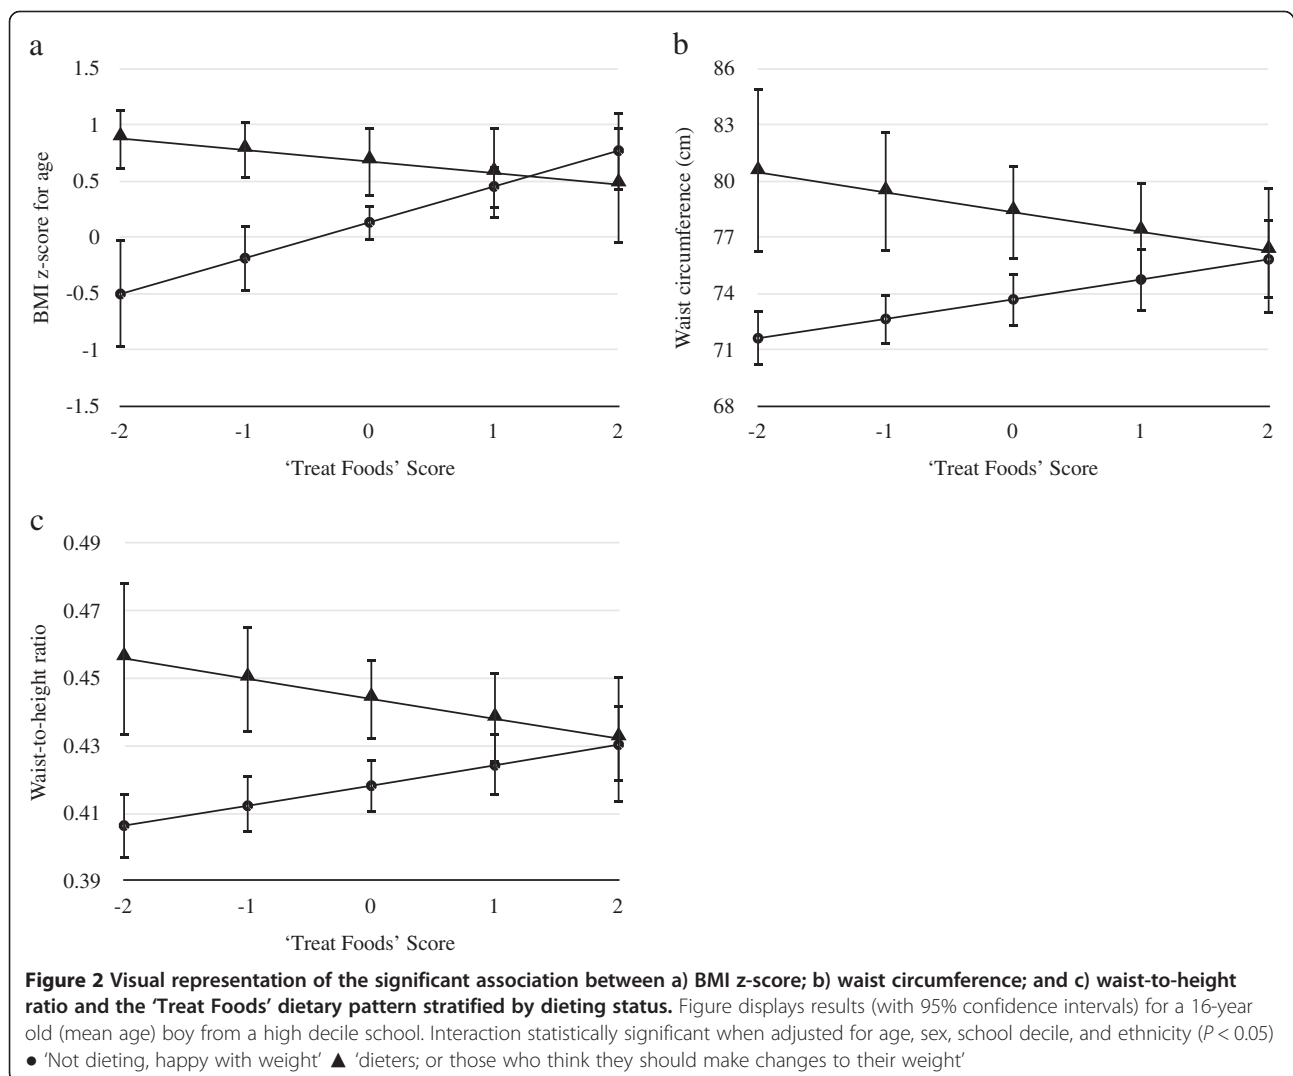 a
1.5
1
0.5
0
-0.5
-1
-1.5
BMI z-score for age
-2 -1 0 1 2
‘Treat Foods’ Score
b
86
83
80
77
74
71
68
Waist circumference (cm)
-2 -1 0 1 2
‘Treat Foods’ Score
c
0.49
0.47
0.45
0.43
0.41
0.39
Waist-to-height ratio
-2 -1 0 1 2
‘Treat Foods’ Score
Figure 2 Visual representation of the significant association between a) BMI z-score; b) waist circumference; and c) waist-to-height
ratio and the ‘Treat Foods’ dietary pattern stratified by dieting status. Figure displays results (with 95% confidence intervals) for a 16-year
old (mean age) boy from a high decile school. Interaction statistically significant when adjusted for age, sex, school decile, and ethnicity (P < 0.05)
● ‘Not dieting, happy with weight’ ▲ ‘dieters; or those who think they should make changes to their weight’